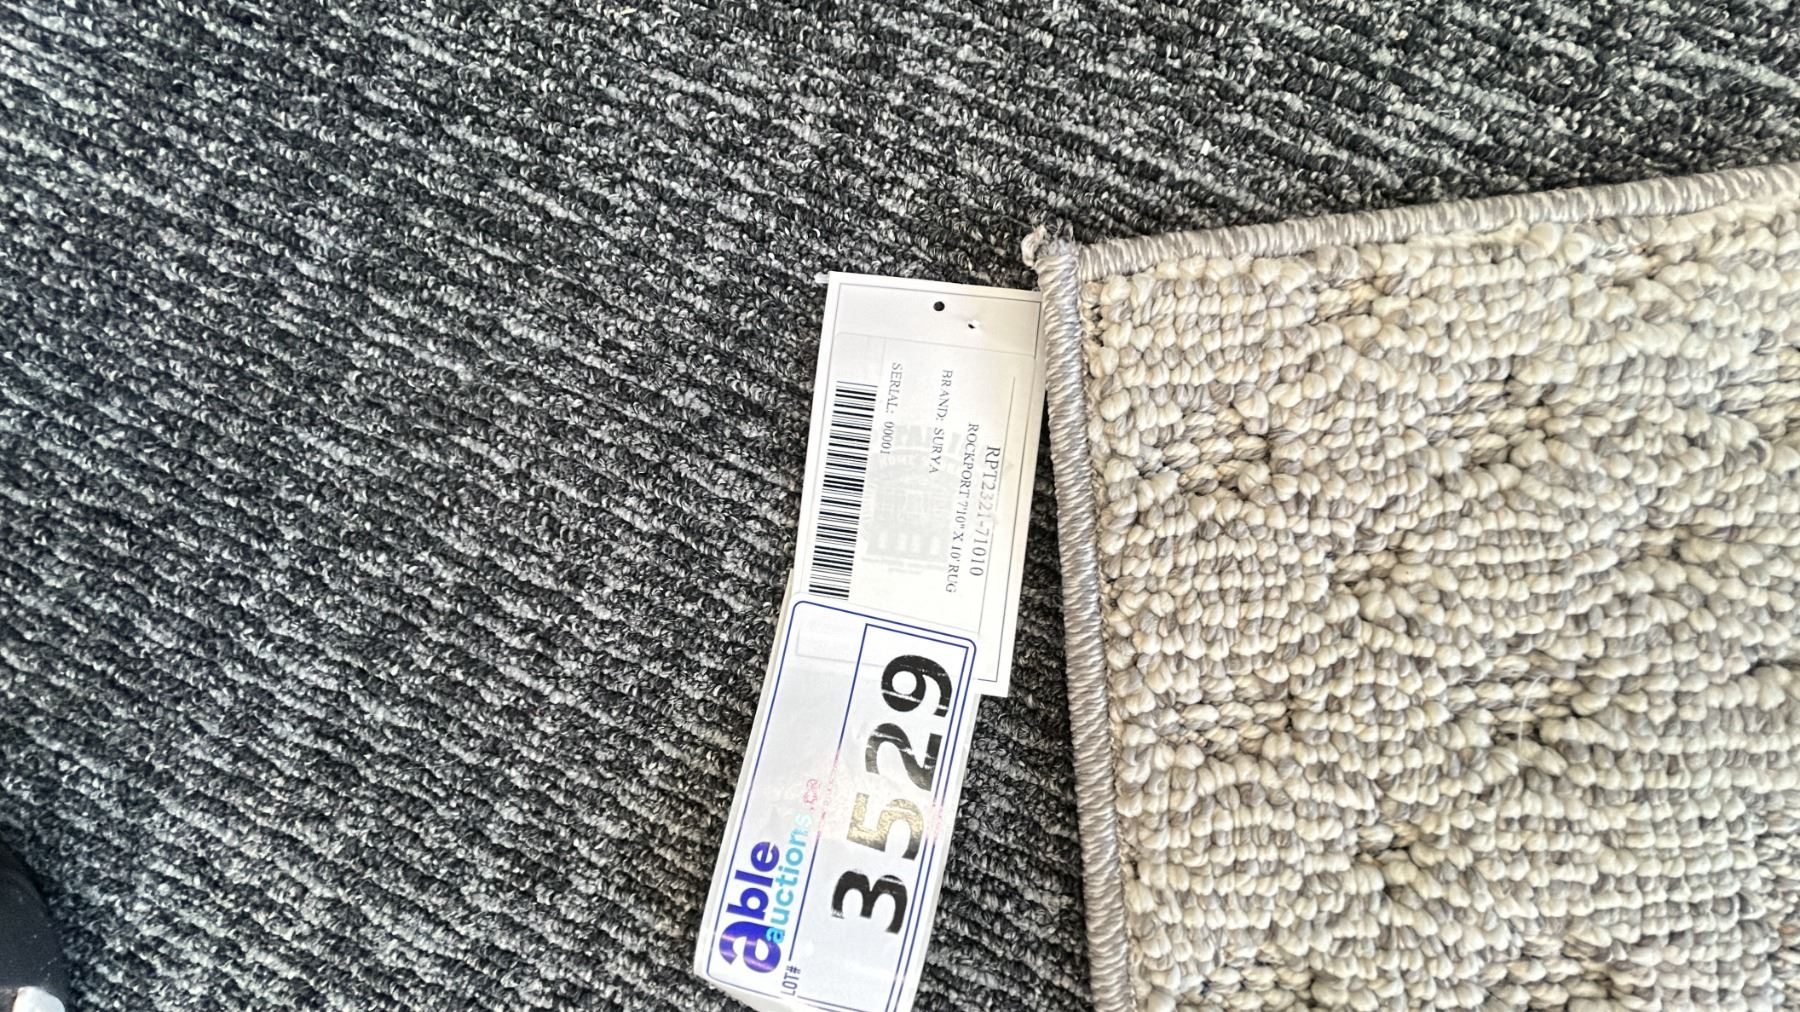 RPT2321-71010
ROCKPORT 7'10" X 10' RUG
BRAND: SURYA
SERIAL: 00001
able
auctions.ca
LOT#
3529